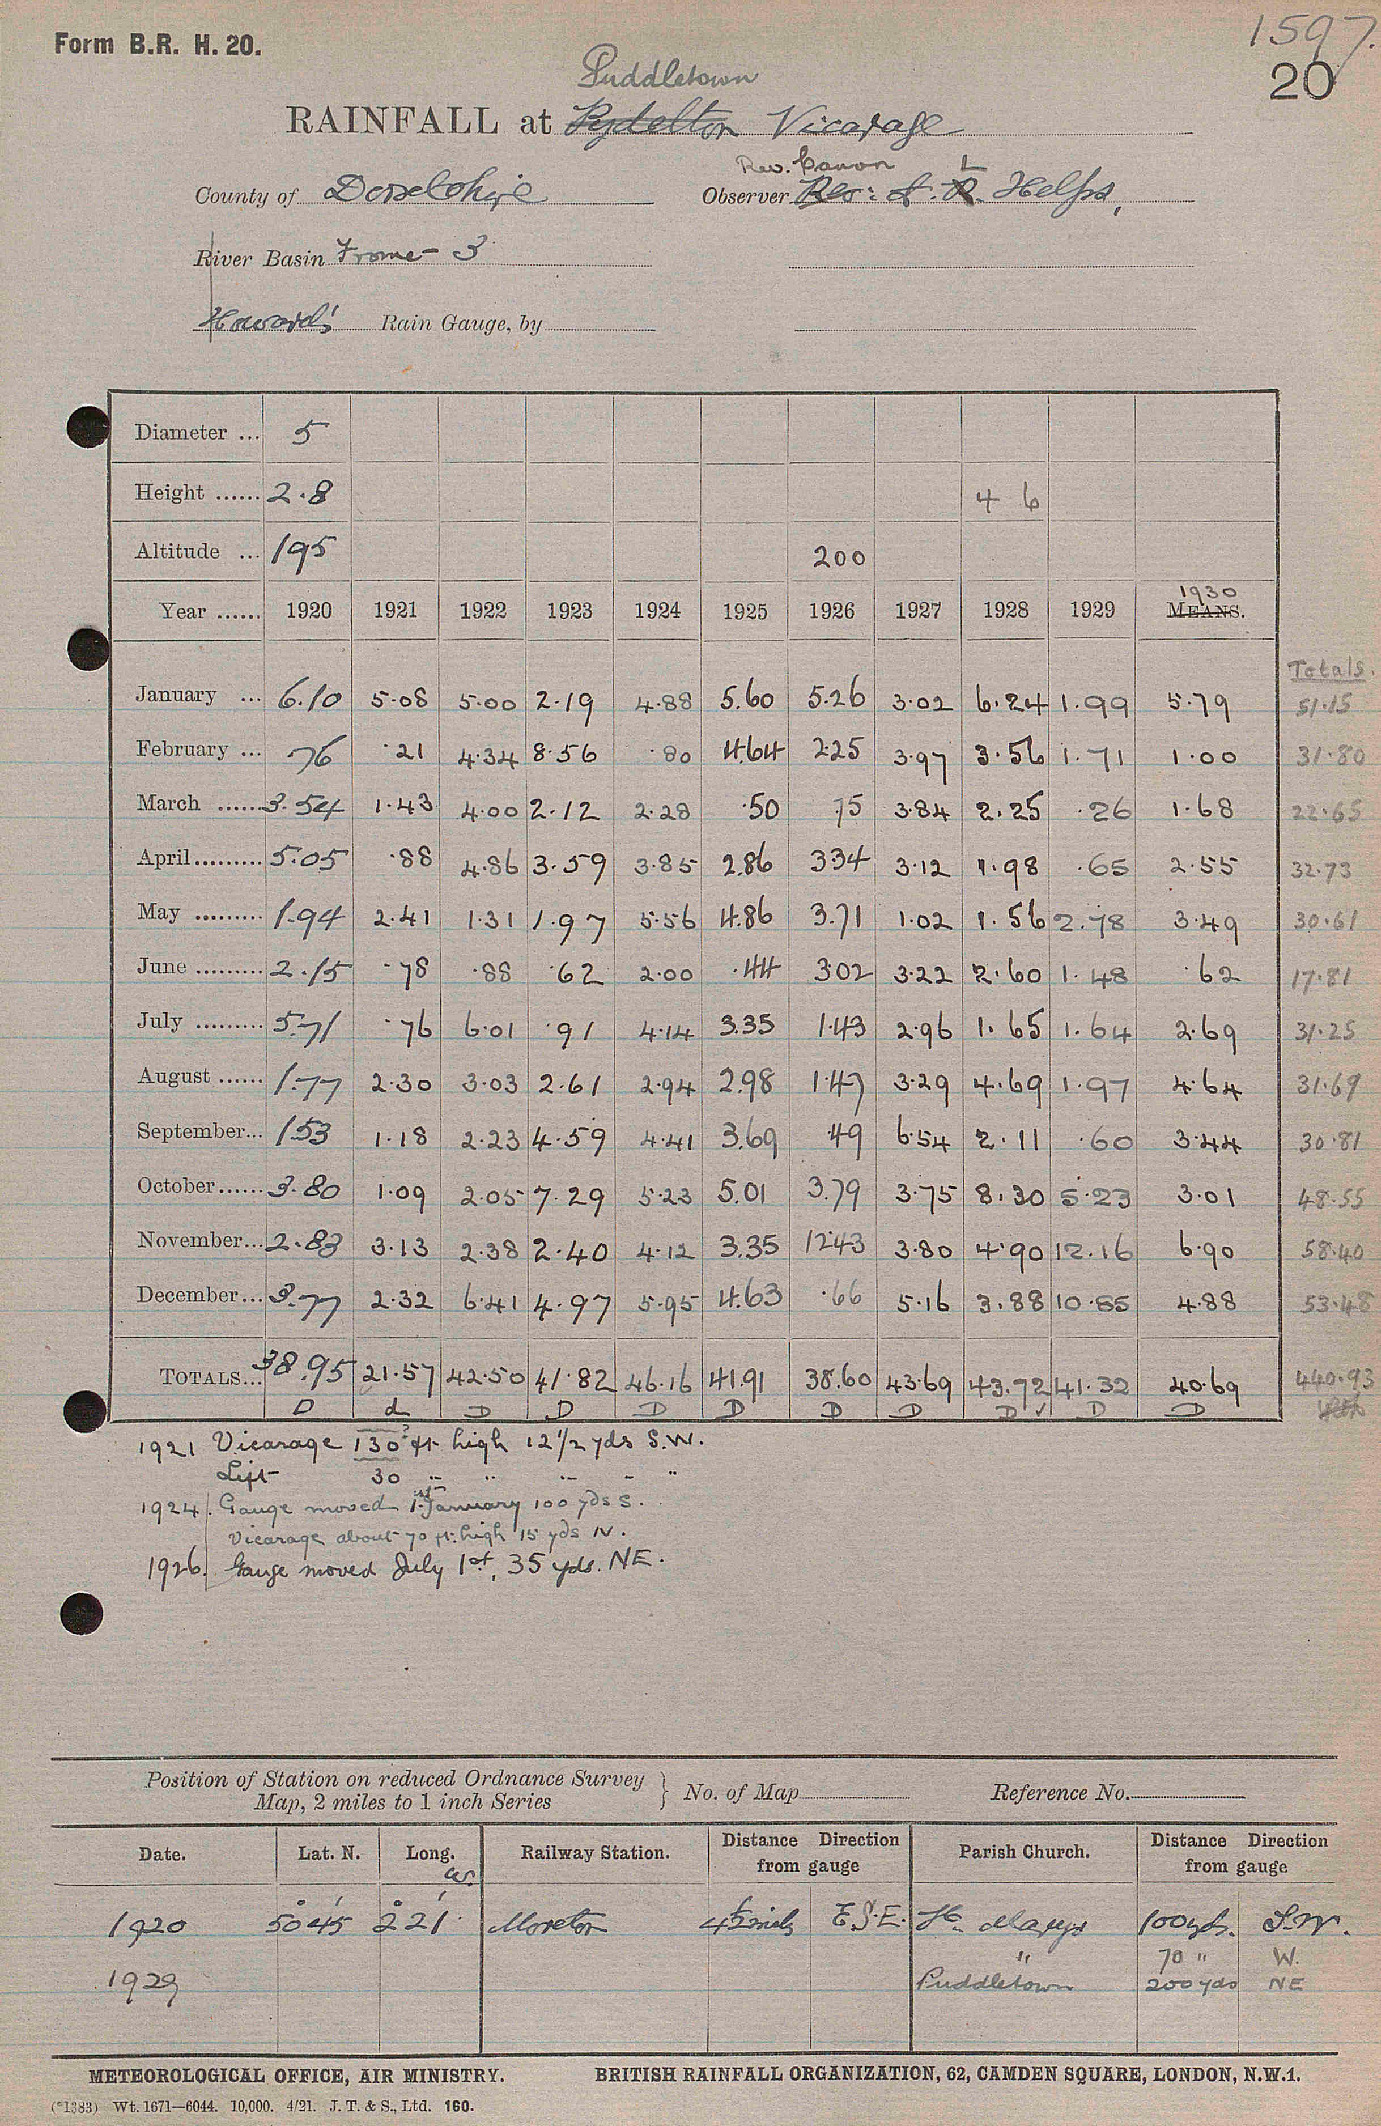 Form B.R. H. 20.
1597.
20
Puddletown
RAINFALL at Pydelton Vicarage
Rev. Canon L
County of Dorsetshire Observer Rev: A. R. Helps,
River Basin Frome - 3
Howard's Rain Gauge, by
Diameter ... 5
Height ...... 2.8 4 6
Altitude ... 195 200
1930
Year ...... 1920 1921 1922 1923 1924 1925 1926 1927 1928 1929 MEANS.
Totals.
January ... 6.10 5.08 5.00 2.19 4.88 5.60 5.26 3.02 6.24 1.99 5.79 51.15
February ... 76 .21 4.34 8.56 .80 4.64 2.25 3.97 3.56 1.71 1.00 31.80
March ...... 3.54 1.43 4.00 2.12 2.28 .50 75 3.84 2.25 .26 1.68 22.65
April......... 5.05 .88 4.86 3.59 3.85 2.86 334 3.12 1.98 .65 2.55 32.73
May ......... 1.94 2.41 1.31 1.97 5.56 4.86 3.71 1.02 1.56 2.78 3.49 30.61
June ......... 2.15 .78 .88 .62 2.00 .44 302 3.22 2.60 1.48 .62 17.81
July ......... 5.71 .76 6.01 .91 4.14 3.35 1.43 2.96 1.65 1.64 2.69 31.25
August ...... 1.77 2.30 3.03 2.61 2.94 2.98 1.47 3.29 4.69 1.97 4.64 31.69
September... 1.53 1.18 2.23 4.59 4.41 3.69 .49 6.54 2.11 .60 3.44 30.81
October...... 3.80 1.09 2.05 7.29 5.23 5.01 3.79 3.75 8.30 5.23 3.01 48.55
November... 2.83 3.13 2.38 2.40 4.12 3.35 12.43 3.80 4.90 12.16 6.90 58.40
December... 3.77 2.32 6.41 4.97 5.95 4.63 .66 5.16 3.88 10.85 4.88 53.48
TOTALS... 38.95 21.57 42.50 41.82 46.16 41.91 38.60 43.69 43.72 41.32 40.69 440.93
D d D D D D D D D ✓ D D
1921 Vicarage 130? ft high 12 1/2 yds S.W.
Lift 30 " " " " "
1924. Gauge moved 1st January 100 yds S.
Vicarage about 70 ft. high 15 yds N.
1926. Gauge moved July 1st, 35 yds. NE.
Position of Station on reduced Ordnance Survey Map, 2 miles to 1 inch Series } No. of Map Reference No.
Date. Lat. N. Long. W. Railway Station. Distance Direction from gauge Parish Church. Distance Direction from gauge
1920 50° 45' 2° 21' Moreton 4 1/2 miles E.S.E. St. Marys 100 yds. S.W.
" 70 " W.
1929 Puddletown 200 yds NE
METEOROLOGICAL OFFICE, AIR MINISTRY. BRITISH RAINFALL ORGANIZATION, 62, CAMDEN SQUARE, LONDON, N.W.1.
(*1383) Wt. 1671—6044. 10,000. 4/21. J. T. & S., Ltd. 160.